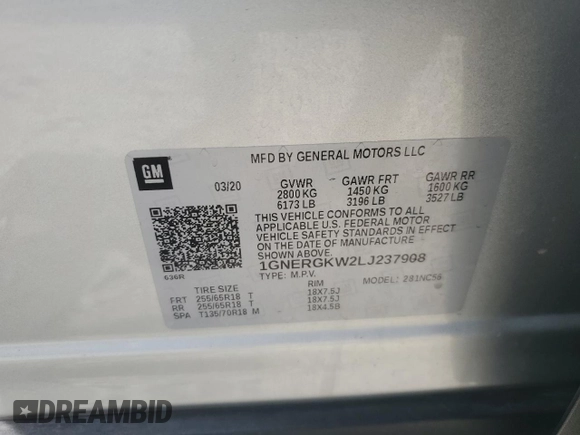 MFD BY GENERAL MOTORS LLC
GM
03/20
GVWR GAWR FRT GAWR RR
2800 KG 1450 KG 1600 KG
6173 LB 3196 LB 3527 LB
THIS VEHICLE CONFORMS TO ALL
APPLICABLE U.S. FEDERAL MOTOR
VEHICLE SAFETY STANDARDS IN EFFECT
ON THE DATE OF MANUFACTURE
SHOWN ABOVE.
1GNERGKW2LJ237908
636R
TYPE: M.P.V. MODEL: 281NC56
TIRE SIZE RIM
FRT 255/65R18 T 18X7.5J
RR 255/65R18 T 18X7.5J
SPA T135/70R18 M 18X4.5B
DREAMBID